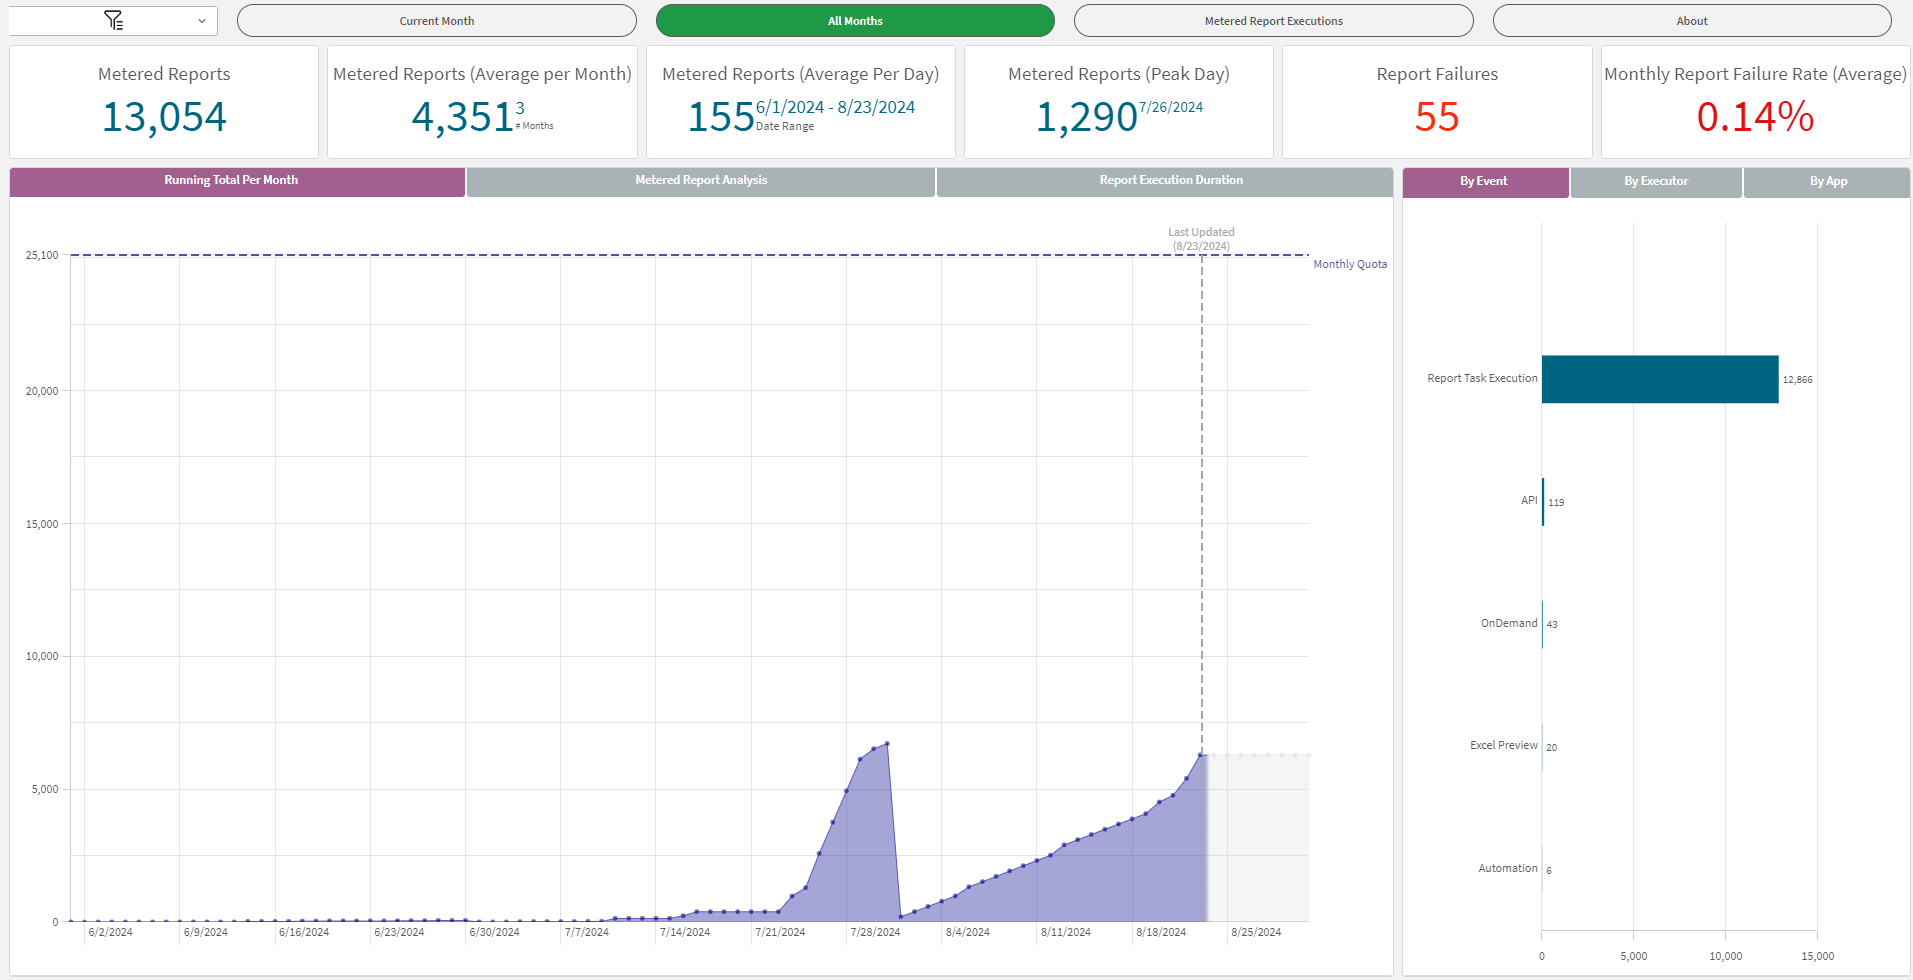 Current Month
All Months
Metered Report Executions
About
Metered Reports
13,054
Metered Reports (Average per Month)
4,351
3
# Months
Metered Reports (Average Per Day)
155
6/1/2024 - 8/23/2024
Date Range
Metered Reports (Peak Day)
1,290
7/26/2024
Report Failures
55
Monthly Report Failure Rate (Average)
0.14%
Running Total Per Month
Metered Report Analysis
Report Execution Duration
Last Updated
(8/23/2024)
Monthly Quota
25,100
20,000
15,000
10,000
5,000
0
6/2/2024
6/9/2024
6/16/2024
6/23/2024
6/30/2024
7/7/2024
7/14/2024
7/21/2024
7/28/2024
8/4/2024
8/11/2024
8/18/2024
8/25/2024
By Event
By Executor
By App
Report Task Execution
12,866
API
119
OnDemand
43
Excel Preview
20
Automation
6
0
5,000
10,000
15,000